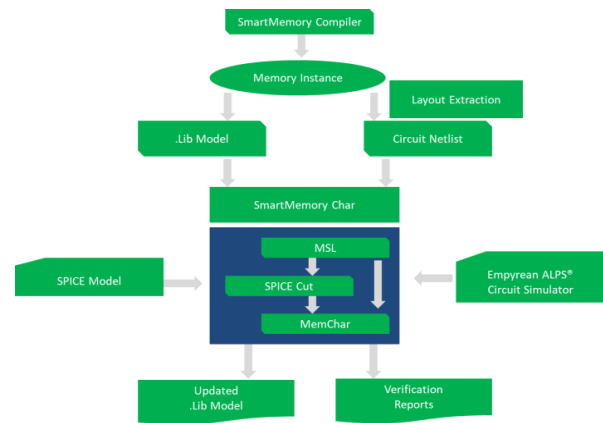 SmartMemory Compiler
Memory Instance
Layout Extraction
.Lib Model
Circuit Netlist
SmartMemory Char
MSL
SPICE Model
SPICE Cut
Empyrean ALPS®
Circuit Simulator
MemChar
Updated
.Lib Model
Verification
Reports